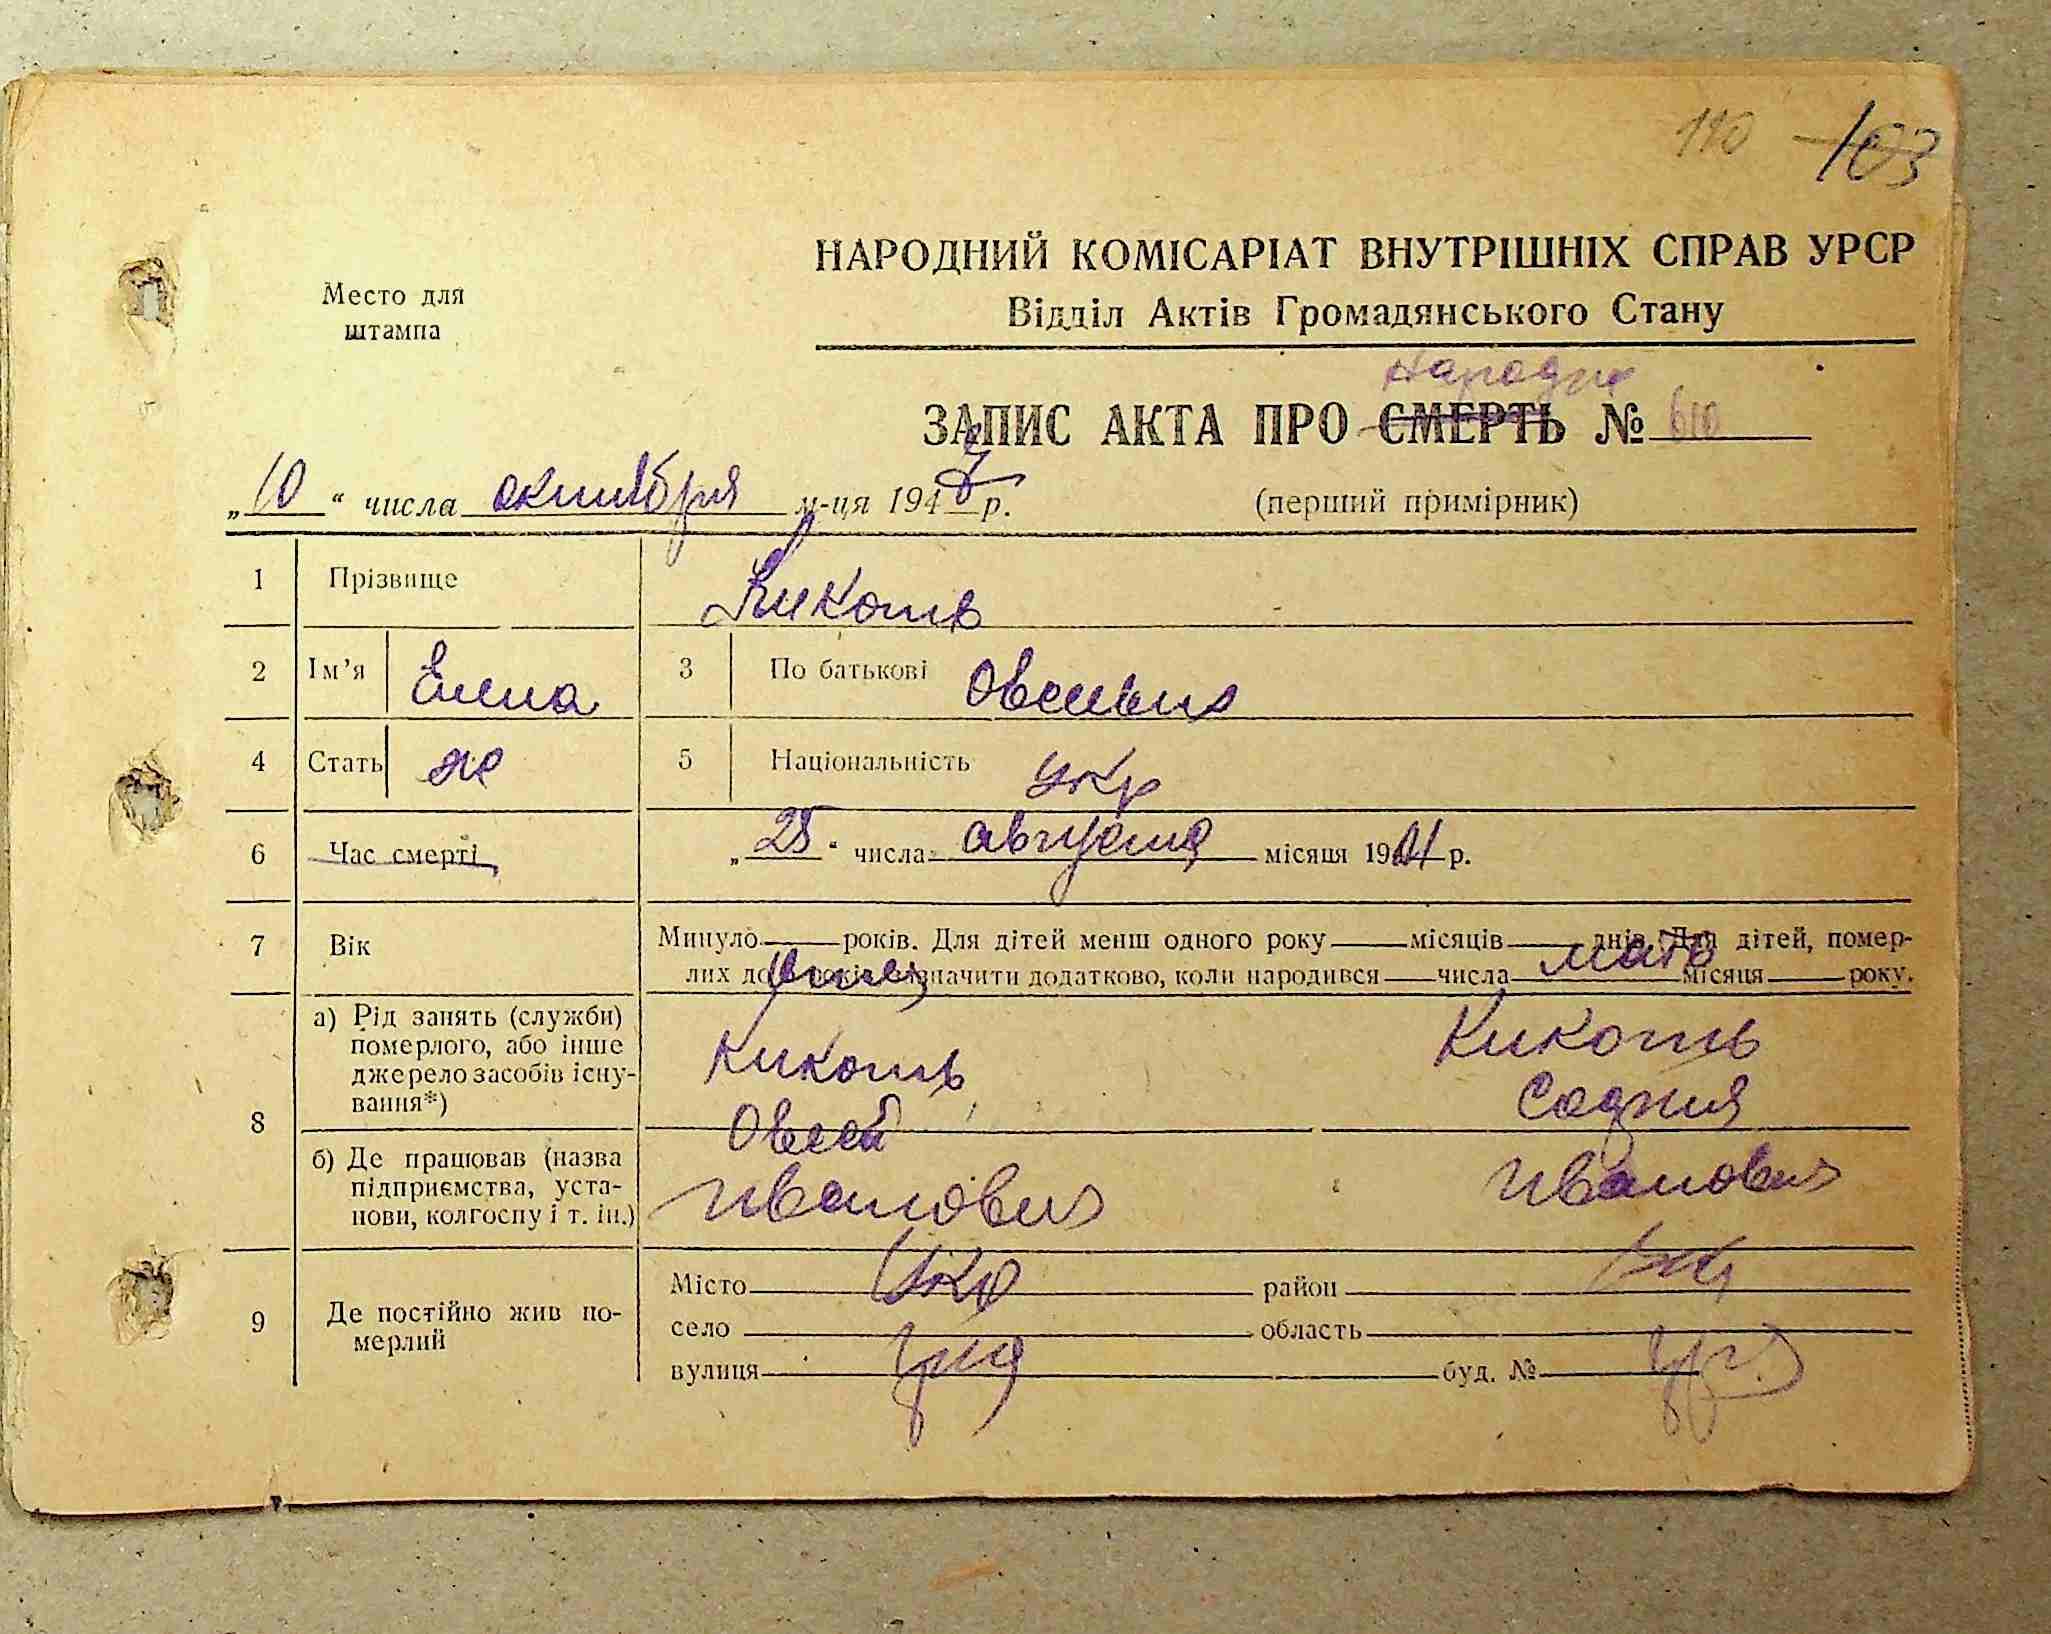 110 103
НАРОДНИЙ КОМІСАРІАТ ВНУТРІШНІХ СПРАВ УРСР
Место для
штампа
Відділ Актів Громадянського Стану
ЗАПИС АКТА ПРО СМЕРТЬ № 610
„10“ числа октября м-ця 1947 р. (перший примірник)
1 Прізвище Кикоть
2 Ім'я Елена 3 По батькові Овсеевна
4 Стать ж 5 Національність укр
6 Час смерті „25“ числа августа місяця 1921 р.
7 Вік Минуло року. Для дітей менш одного року місяців днів. Для дітей, помер-
лих до років зазначити додатково, коли народився числа місяця року.
отец мать
8 а) Рід занять (служби)
померлого, або інше
джерело засобів існу-
вання*)
Кикоть Кикоть
Овсей София
б) Де працював (назва
підприємства, уста-
нови, колгоспу і т. ін.)
Иванович Ивановна
9 Де постійно жив по-
мерлий
Місто укр район укр
село область
вулиця буд. №